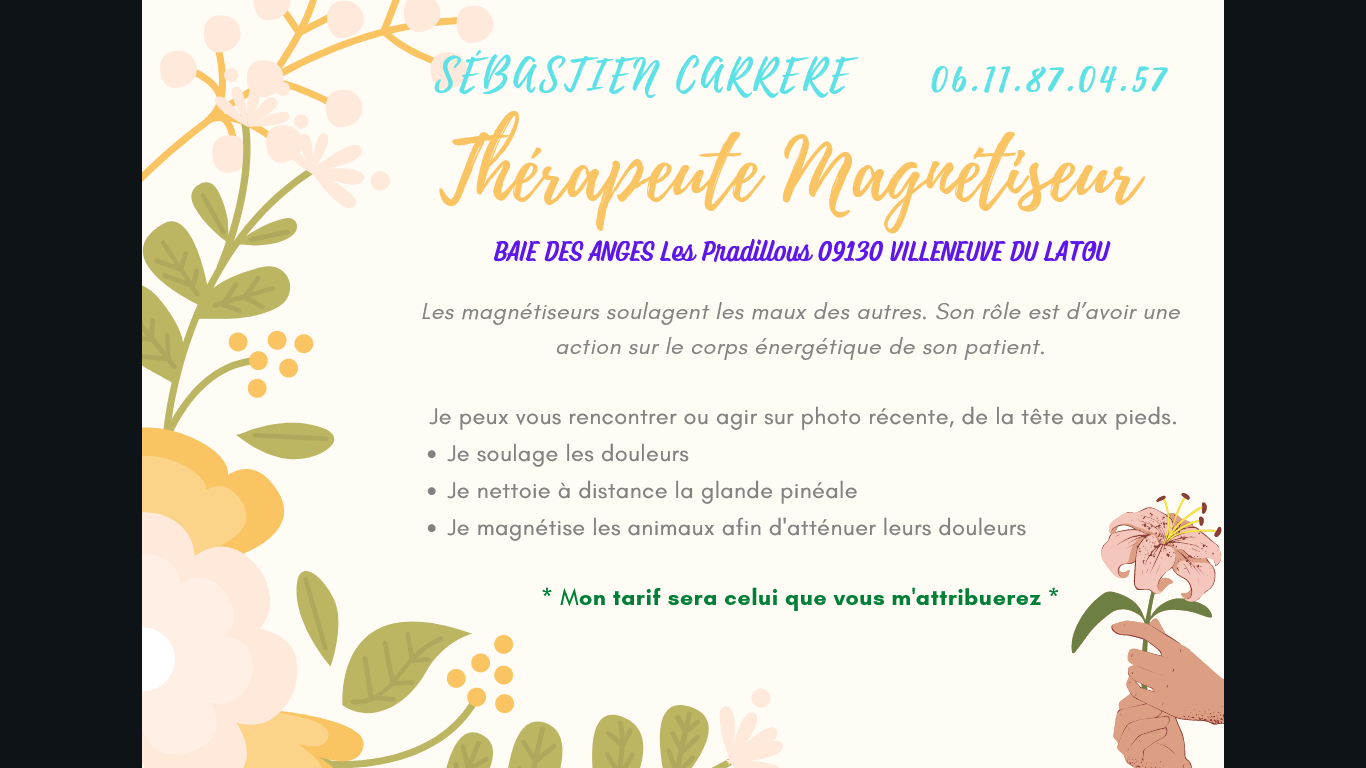 SÉBASTIEN CARRERE 06.11.87.04.57
Thérapeute Magnétiseur
BAIE DES ANGES Les Pradillous 09130 VILLENEUVE DU LATOU
Les magnétiseurs soulagent les maux des autres. Son rôle est d’avoir une
action sur le corps énergétique de son patient.
Je peux vous rencontrer ou agir sur photo récente, de la tête aux pieds.
• Je soulage les douleurs
• Je nettoie à distance la glande pinéale
• Je magnétise les animaux afin d'atténuer leurs douleurs
* Mon tarif sera celui que vous m'attribuerez *